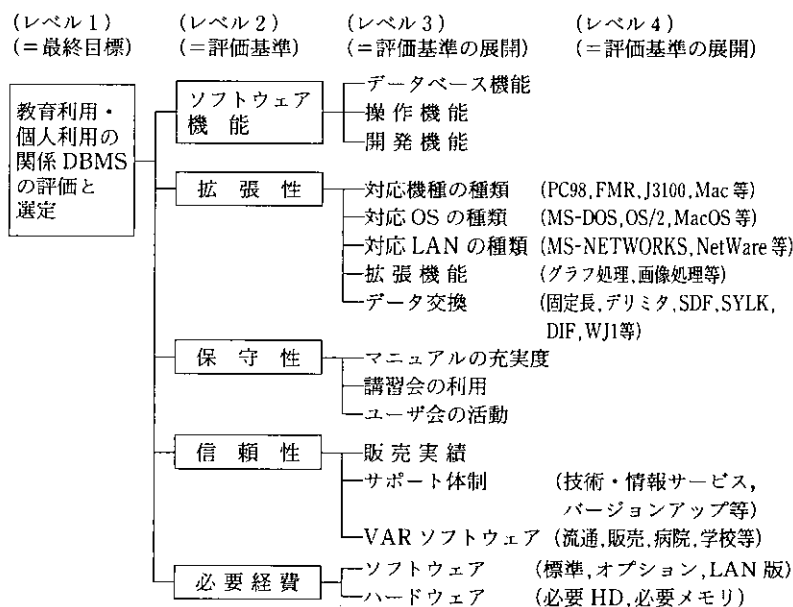 (レベル1) (レベル2) (レベル3) (レベル4)
(=最終目標) (=評価基準) (=評価基準の展開) (=評価基準の展開)
教育利用・
個人利用の
関係DBMS
の評価と
選定
ソフトウェア
機能
データベース機能
操作機能
開発機能
拡張性
対応機種の種類 (PC98,FMR,J3100,Mac等)
対応OSの種類 (MS-DOS,OS/2,MacOS等)
対応LANの種類 (MS-NETWORKS,NetWare等)
拡張機能 (グラフ処理,画像処理等)
データ交換 (固定長,デリミタ,SDF,SYLK,
DIF,WJ1等)
保守性
マニュアルの充実度
講習会の利用
ユーザ会の活動
信頼性
販売実績
サポート体制 (技術・情報サービス,
バージョンアップ等)
VARソフトウェア (流通,販売,病院,学校等)
必要経費
ソフトウェア (標準,オプション,LAN版)
ハードウェア (必要HD,必要メモリ)